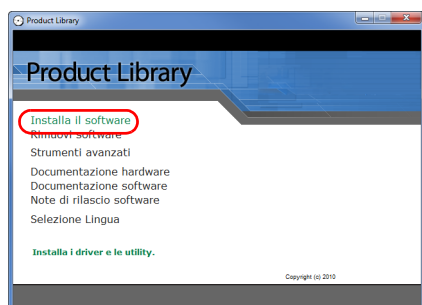 Product Library
Product Library
Installa il software
Rimuovi software
Strumenti avanzati
Documentazione hardware
Documentazione software
Note di rilascio software
Selezione Lingua
Installa i driver e le utility.
Copyright (c) 2010